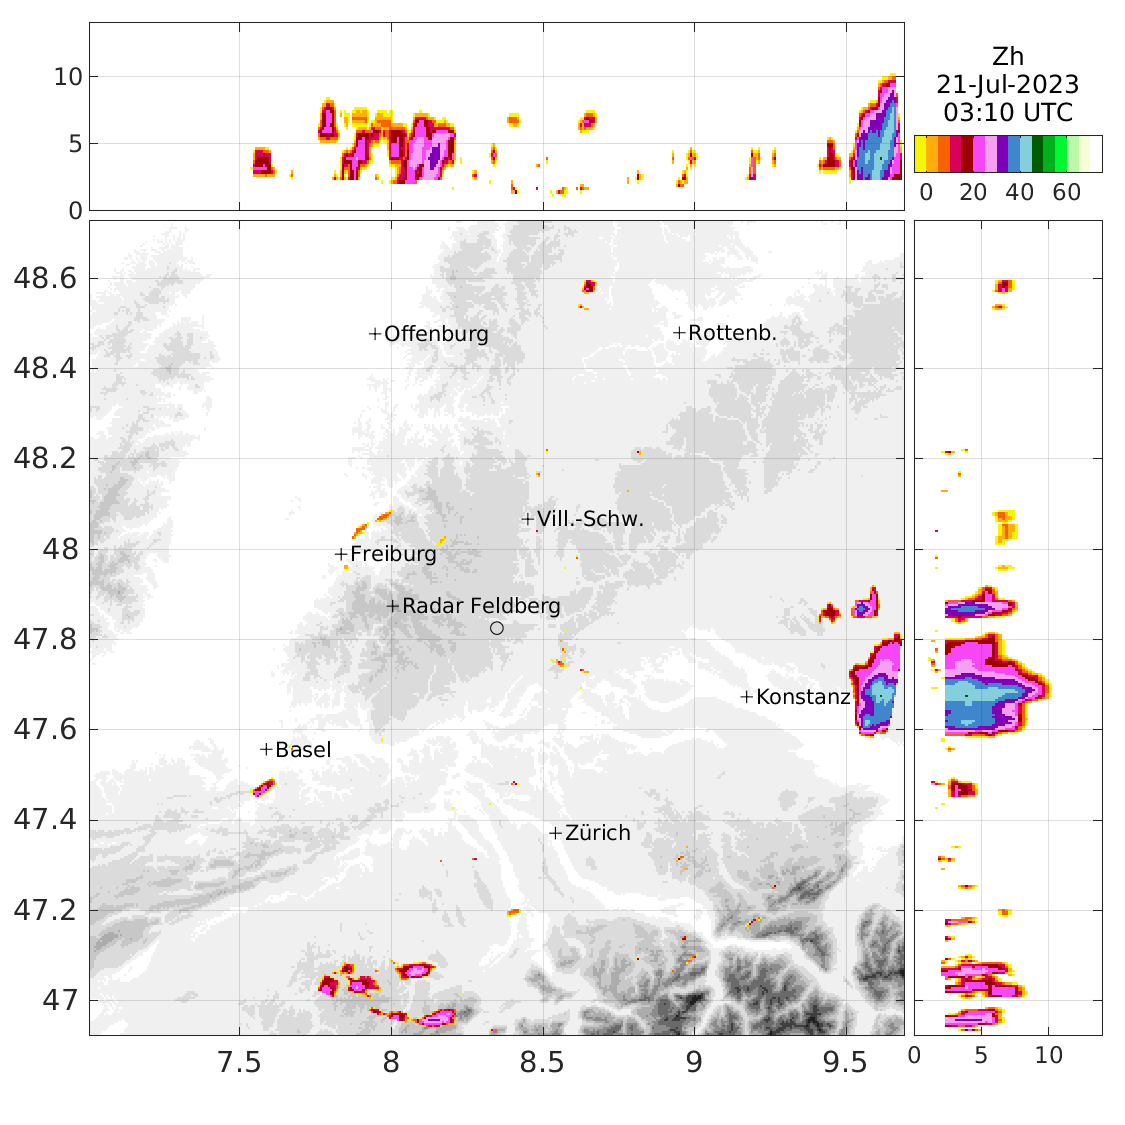 10
5
0
Zh
21-Jul-2023
03:10 UTC
0 20 40 60
48.6
48.4
48.2
48
47.8
47.6
47.4
47.2
47
+Offenburg
+Rottenb.
+Vill.-Schw.
+Freiburg
+Radar Feldberg
+Konstanz
+Basel
+Zürich
7.5 8 8.5 9 9.5
0 5 10